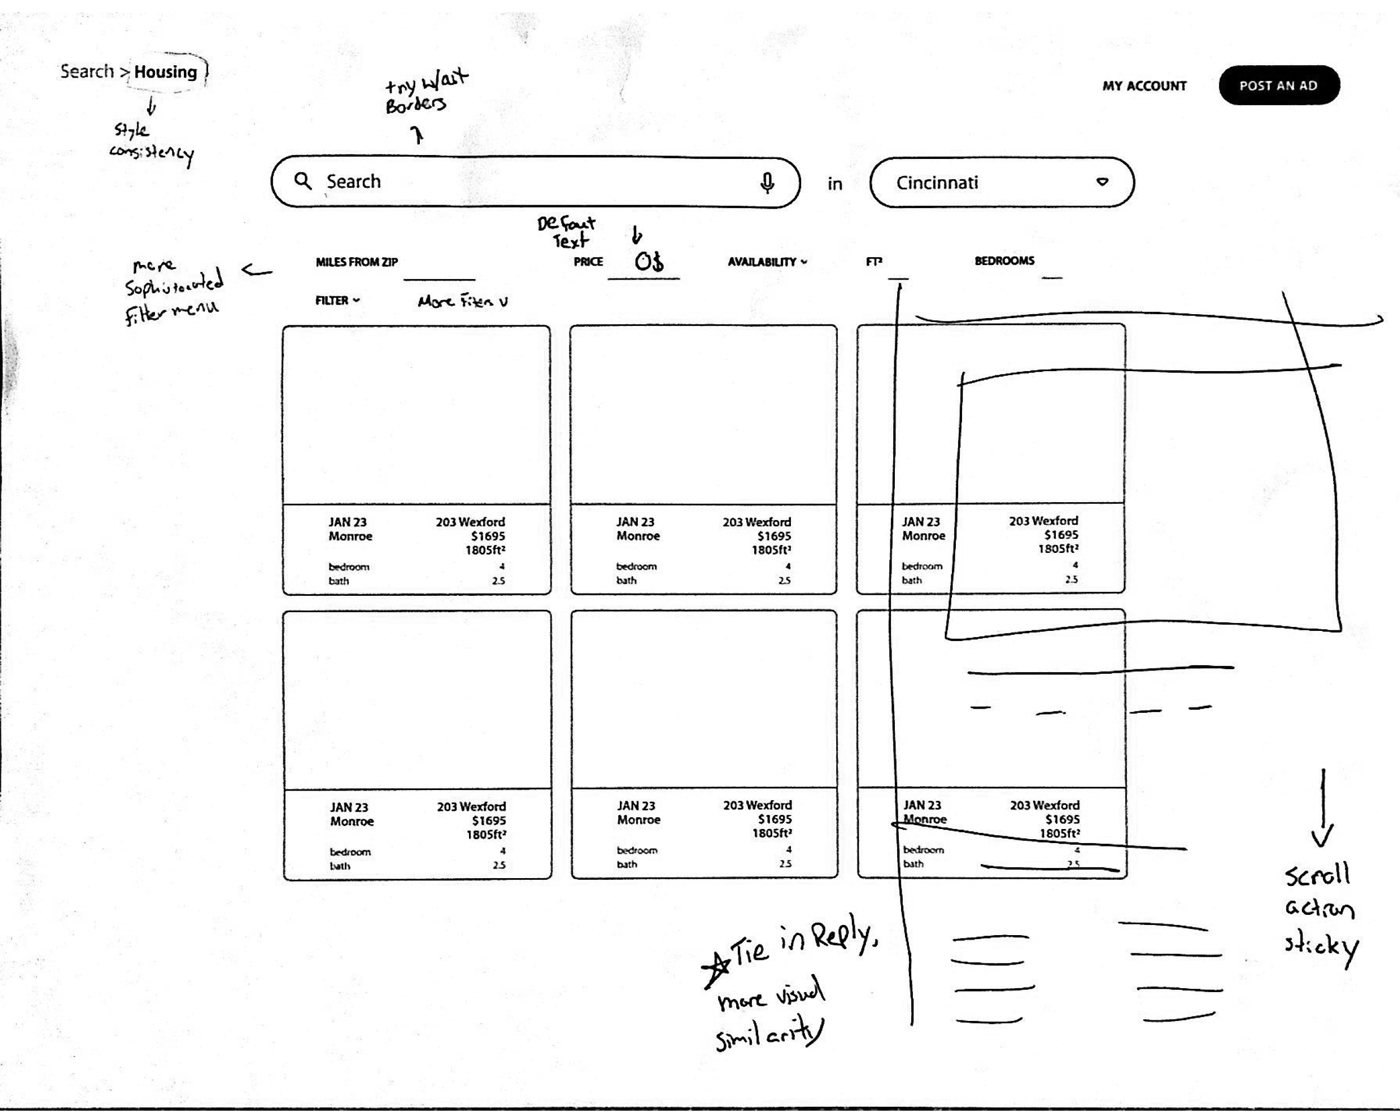 Search > Housing
style
consistency
try w/out
Borders
MY ACCOUNT
POST AN AD
Search
in
Cincinnati
Default
Text
more
Sophistocated
filter menu
MILES FROM ZIP
PRICE
0$
AVAILABILITY
FT²
BEDROOMS
FILTER
More Filter
JAN 23 203 Wexford
Monroe $1695
1805ft²
bedroom 4
bath 2.5
JAN 23 203 Wexford
Monroe $1695
1805ft²
bedroom 4
bath 2.5
JAN 23 203 Wexford
Monroe $1695
1805ft²
bedroom 4
bath 2.5
JAN 23 203 Wexford
Monroe $1695
1805ft²
bedroom 4
bath 2.5
JAN 23 203 Wexford
Monroe $1695
1805ft²
bedroom 4
bath 2.5
JAN 23 203 Wexford
Monroe $1695
1805ft²
bedroom 4
bath 2.5
scroll
action
sticky
Tie in Reply,
more visual
similarity